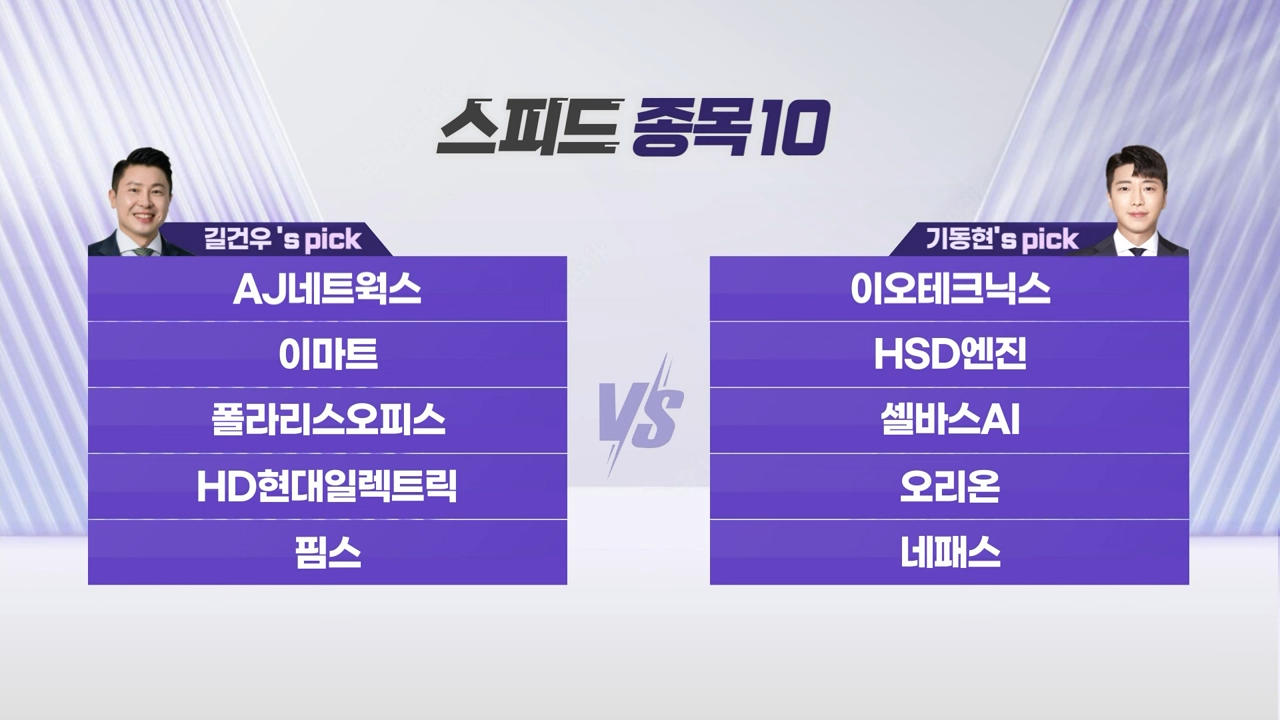 스피드 종목10
길건우 's pick
AJ네트웍스
이마트
폴라리스오피스
HD현대일렉트릭
핌스
VS
기동현's pick
이오테크닉스
HSD엔진
셀바스AI
오리온
네패스